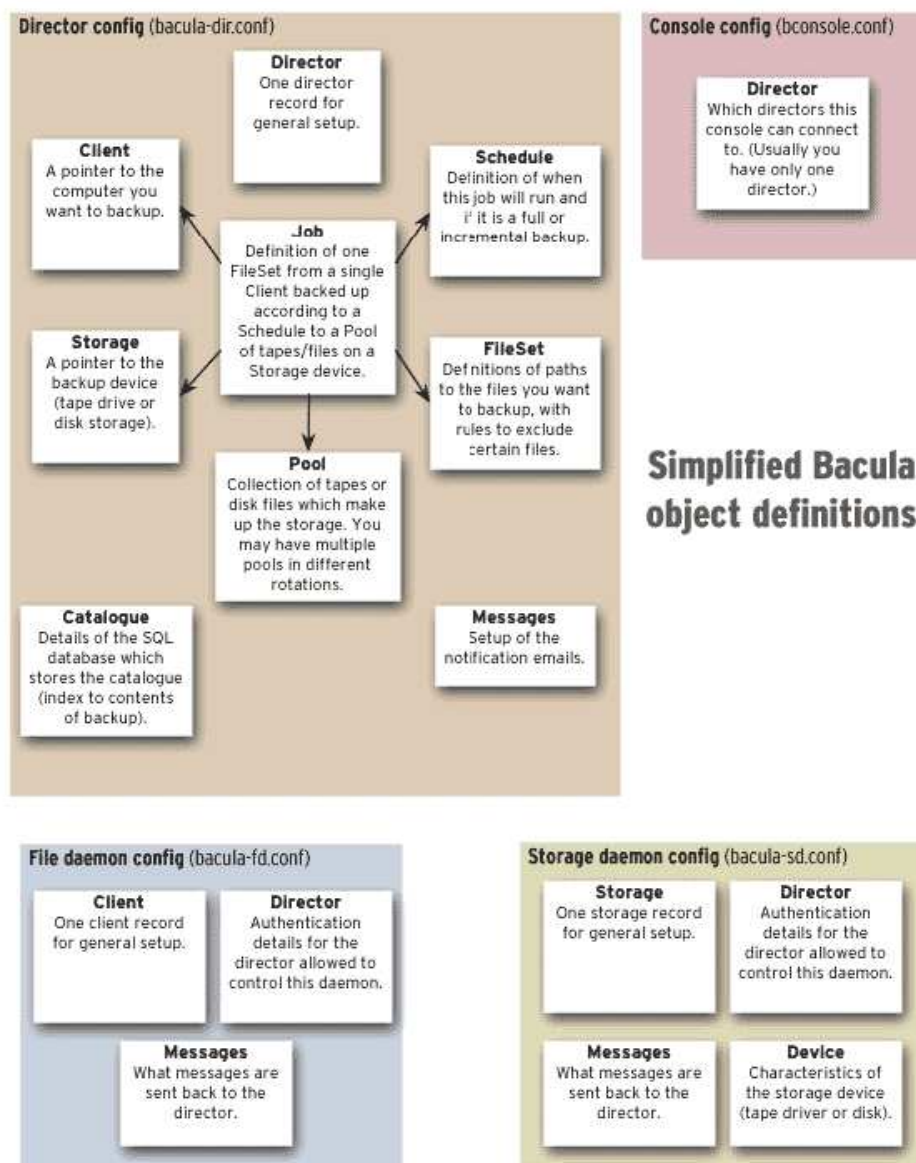 Director config (bacula-dir.conf)
Director
One director
record for
general setup.
Client
A pointer to the
computer you
want to backup.
Schedule
Definition of when
this job will run and
if it is a full or
incremental backup.
Job
Definition of one
FileSet from a single
Client backed up
according to a
Schedule to a Pool
of tapes/files on a
Storage device.
Storage
A pointer to the
backup device
(tape drive or
disk storage).
FileSet
Definitions of paths
to the files you want
to backup, with
rules to exclude
certain files.
Pool
Collection of tapes or
disk files which make
up the storage. You
may have multiple
pools in different
rotations.
Catalogue
Details of the SQL
database which
stores the catalogue
(index to contents
of backup).
Messages
Setup of the
notification emails.
Console config (bconsole.conf)
Director
Which directors this
console can connect
to. (Usually you
have only one
director.)
Simplified Bacula
object definitions
File daemon config (bacula-fd.conf)
Client
One client record
for general setup.
Director
Authentication
details for the
director allowed to
control this daemon.
Messages
What messages are
sent back to the
director.
Storage daemon config (bacula-sd.conf)
Storage
One storage record
for general setup.
Director
Authentication
details for the
director allowed to
control this daemon.
Messages
What messages are
sent back to the
director.
Device
Characteristics of
the storage device
(tape driver or disk).